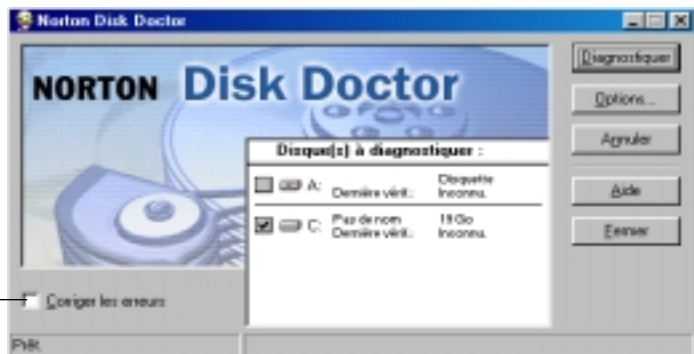 Norton Disk Doctor
NORTON Disk Doctor
Diagnostiquer
Options...
Annuler
Aide
Fermer
Disque(s) à diagnostiquer :
A: Disquette
Dernière vérif.: Inconnu.
C: Pas de nom 19 Go
Dernière vérif.: Inconnu.
Corriger les erreurs
Prêt.